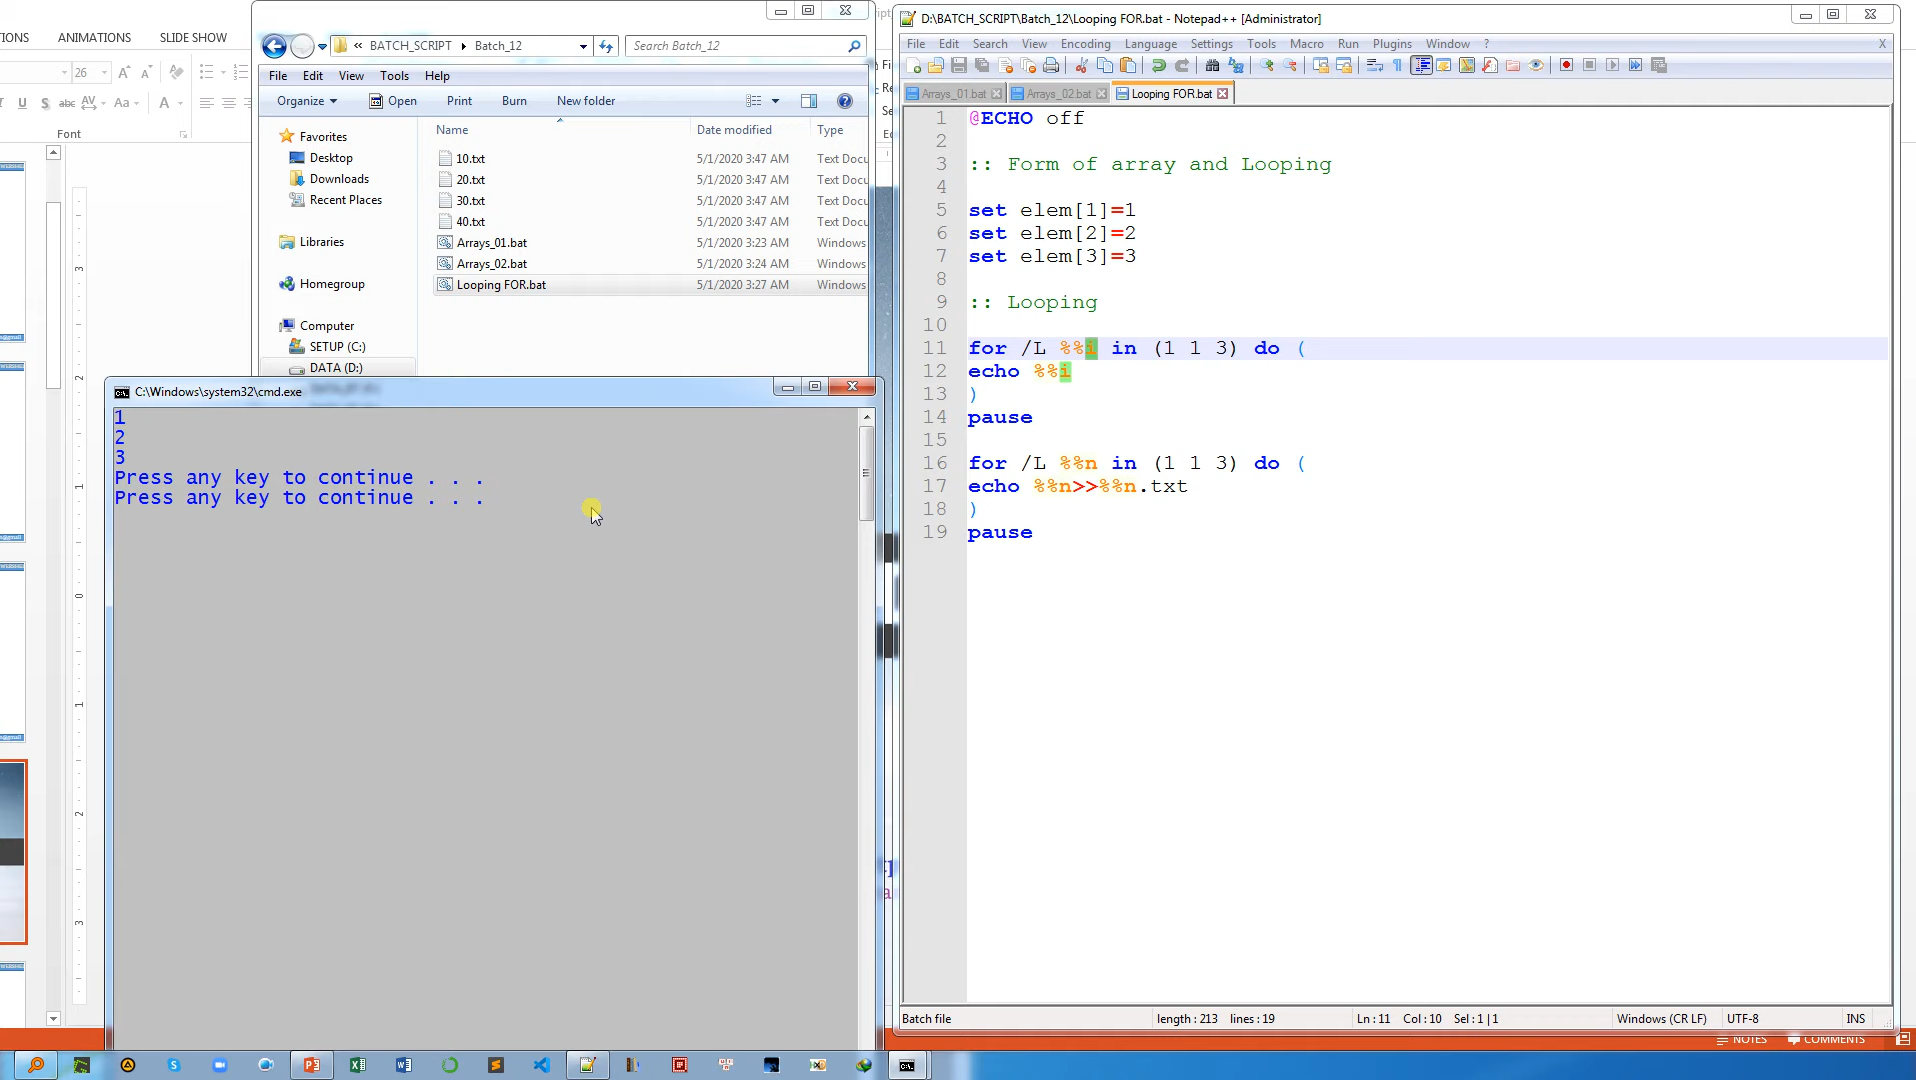 TIONS
ANIMATIONS
SLIDE SHOW
26
Aa
abc
AV
Font
« BATCH_SCRIPT ▸ Batch_12
Search Batch_12
File Edit View Tools Help
Organize Open Print Burn New folder
Name Date modified Type
Favorites
Desktop
Downloads
Recent Places
Libraries
Homegroup
Computer
SETUP (C:)
DATA (D:)
10.txt 5/1/2020 3:47 AM Text Docu
20.txt 5/1/2020 3:47 AM Text Docu
30.txt 5/1/2020 3:47 AM Text Docu
40.txt 5/1/2020 3:47 AM Text Docu
Arrays_01.bat 5/1/2020 3:23 AM Windows
Arrays_02.bat 5/1/2020 3:24 AM Windows
Looping FOR.bat 5/1/2020 3:27 AM Windows
C:\Windows\system32\cmd.exe
1
2
3
Press any key to continue . . .
Press any key to continue . . .
D:\BATCH_SCRIPT\Batch_12\Looping FOR.bat - Notepad++ [Administrator]
File Edit Search View Encoding Language Settings Tools Macro Run Plugins Window ? X
Arrays_01.bat Arrays_02.bat Looping FOR.bat
1 @ECHO off
2
3 :: Form of array and Looping
4
5 set elem[1]=1
6 set elem[2]=2
7 set elem[3]=3
8
9 :: Looping
10
11 for /L %%i in (1 1 3) do (
12 echo %%i
13 )
14 pause
15
16 for /L %%n in (1 1 3) do (
17 echo %%n>>%%n.txt
18 )
19 pause
Batch file length : 213 lines : 19 Ln : 11 Col : 10 Sel : 1 | 1 Windows (CR LF) UTF-8 INS
NOTES COMMENTS